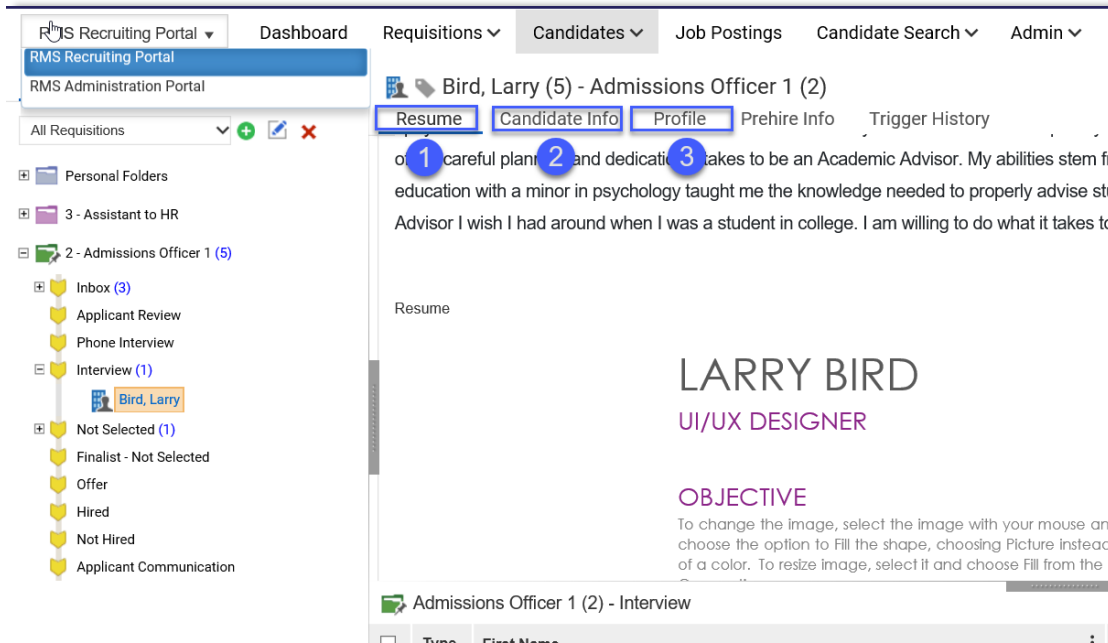 RMS Recruiting Portal Dashboard Requisitions Candidates Job Postings Candidate Search Admin
RMS Recruiting Portal
RMS Administration Portal
All Requisitions
Personal Folders
3 - Assistant to HR
2 - Admissions Officer 1 (5)
Inbox (3)
Applicant Review
Phone Interview
Interview (1)
Bird, Larry
Not Selected (1)
Finalist - Not Selected
Offer
Hired
Not Hired
Applicant Communication
Bird, Larry (5) - Admissions Officer 1 (2)
Resume Candidate Info Profile Prehire Info Trigger History
1 2 3
careful and takes to be an Academic Advisor. My abilities stem
education with a minor in psychology taught me the knowledge needed to properly advise
Advisor I wish I had around when I was a student in college. I am willing to do what it takes
Resume
LARRY BIRD
UI/UX DESIGNER
OBJECTIVE
To change the image, select the image with your mouse
choose the option to Fill the shape, choosing Picture
of a color. To resize image, select it and choose Fill from the
Admissions Officer 1 (2) - Interview
Type First Name